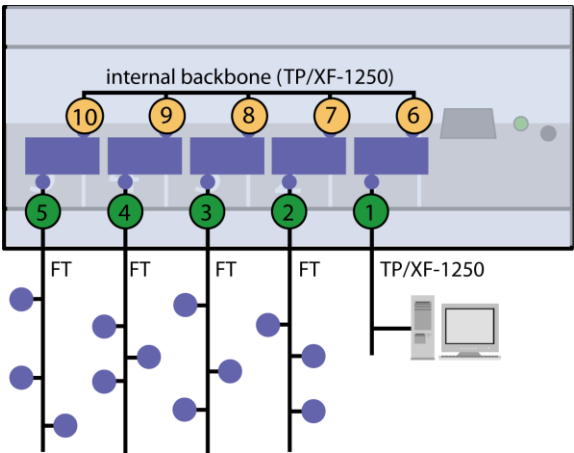 internal backbone (TP/XF-1250)
10 9 8 7 6
5 4 3 2 1
FT FT FT FT TP/XF-1250